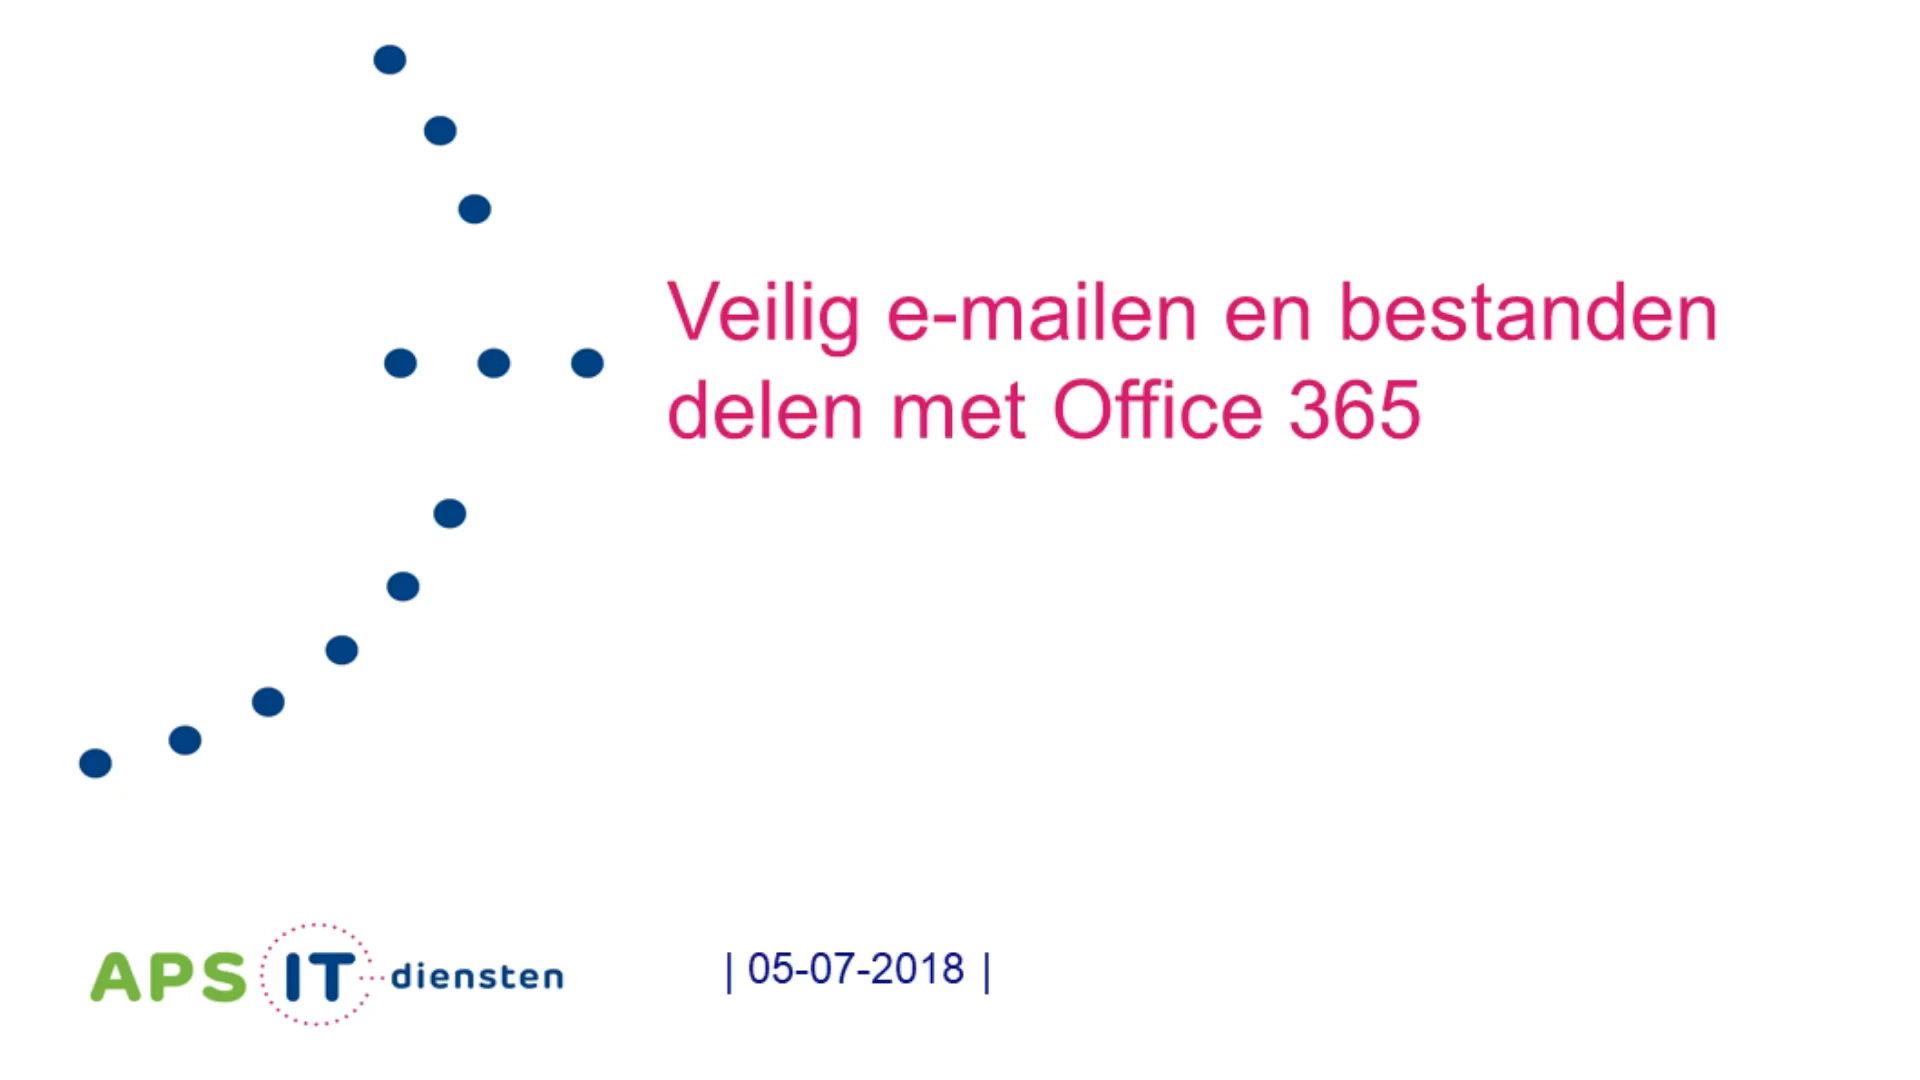 Veilig e-mailen en bestanden
delen met Office 365
APS IT diensten
| 05-07-2018 |